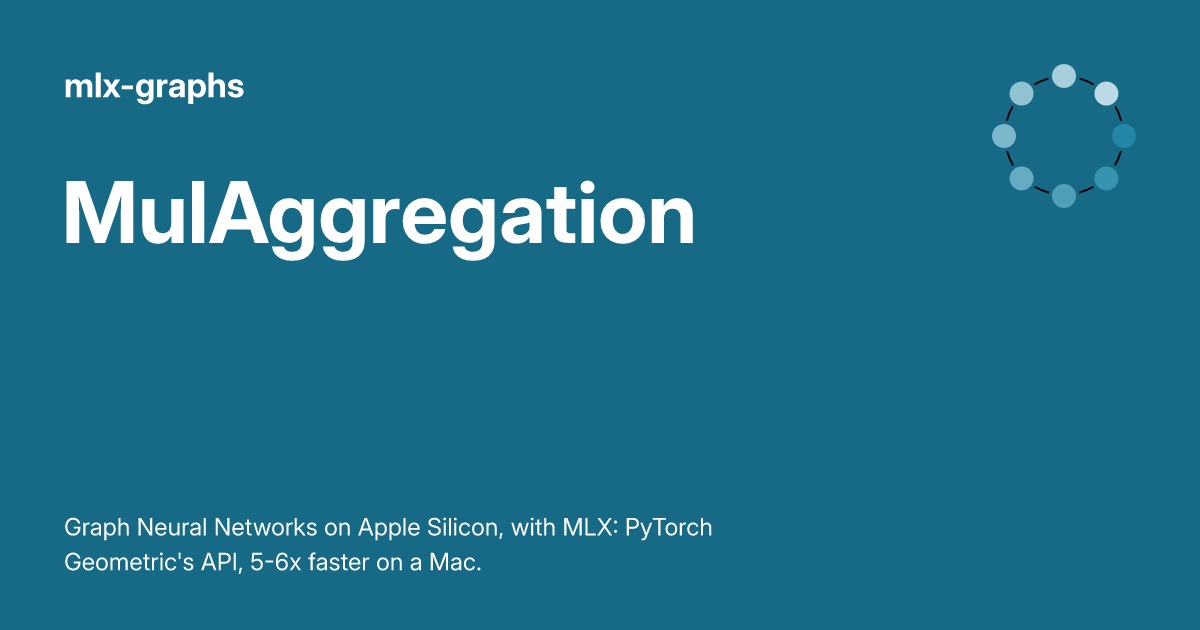 mlx-graphs
MulAggregation
Graph Neural Networks on Apple Silicon, with MLX: PyTorch
Geometric's API, 5-6x faster on a Mac.